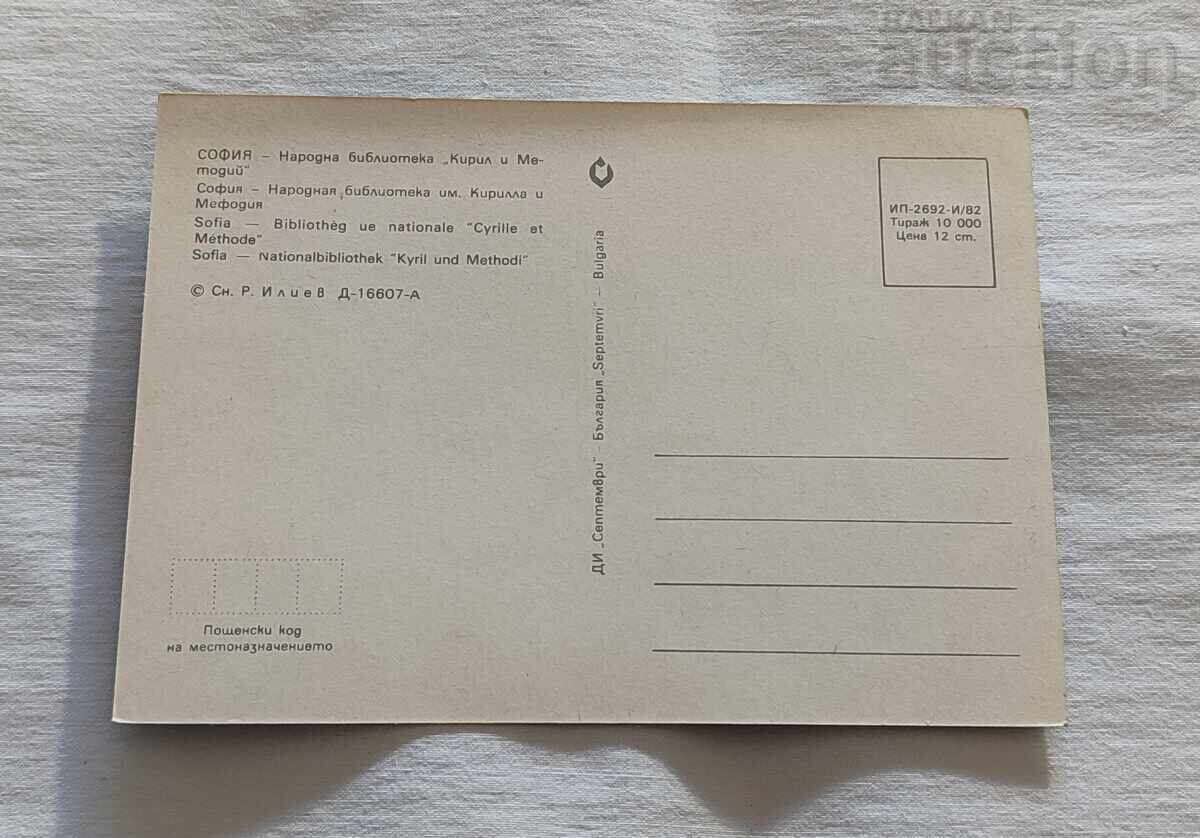 BALKAN
auction
СОФИЯ – Народна библиотека „Кирил и Ме-
тодий“
София – Народная библиотека им. Кирилла и
Мефодия
Sofia — Bibliothèg ue nationale “Cyrille et
Méthode”
Sofia — Nationalbibliothek “Kyril und Methodi”
© Сн. Р. Илиев Д-16607-А
ДИ „Септември“ – България „Septemvri“ – Bulgaria
ИП-2692-И/82
Тираж 10 000
Цена 12 ст.
Пощенски код
на местоназначението